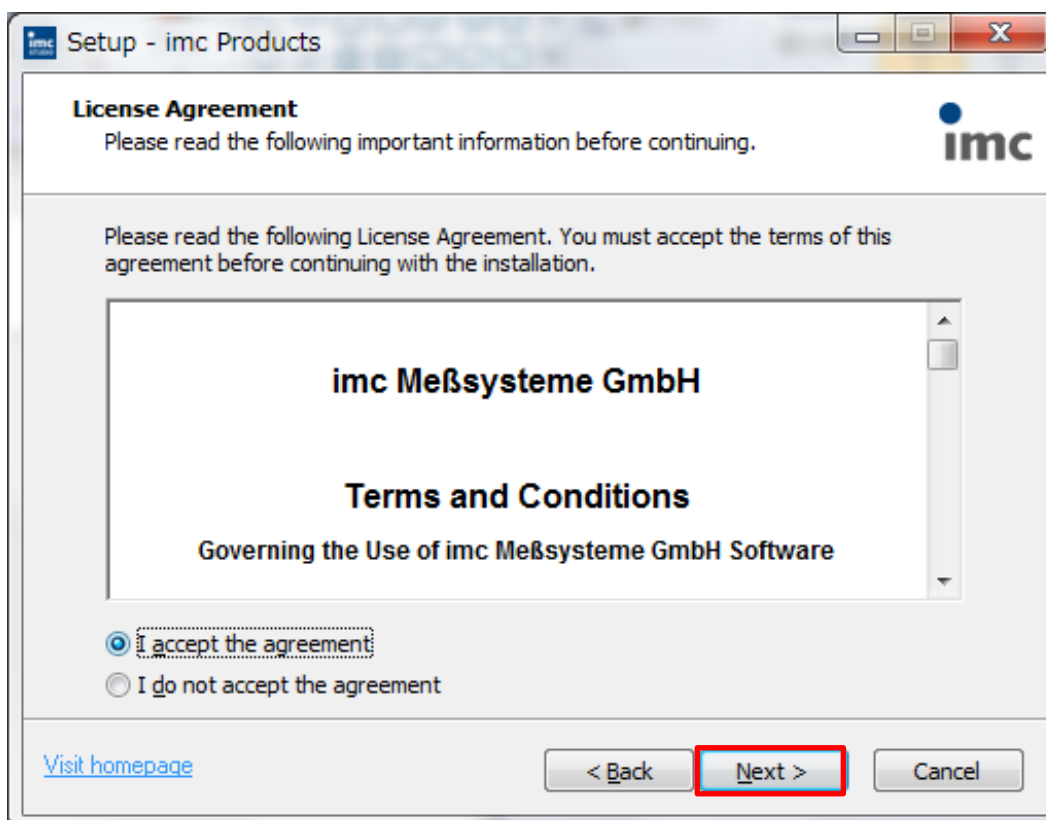 imc
STUDIO
Setup - imc Products
X
License Agreement
Please read the following important information before continuing.
imc
Please read the following License Agreement. You must accept the terms of this
agreement before continuing with the installation.
imc Meßsysteme GmbH
Terms and Conditions
Governing the Use of imc Meßsysteme GmbH Software
I accept the agreement
I do not accept the agreement
Visit homepage
< Back
Next >
Cancel